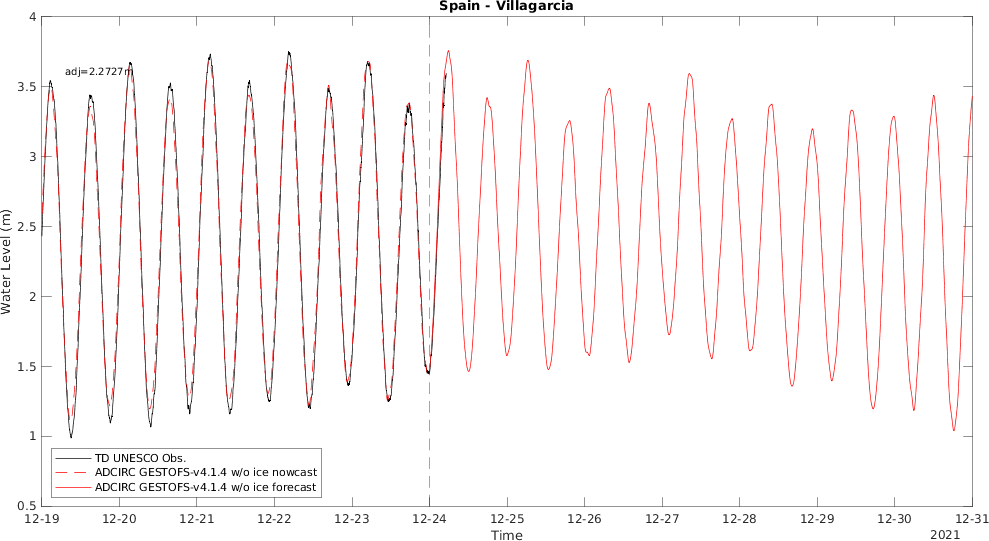 Spain - Villagarcia
4
adj=2.2727m
3.5
3
2.5
2
1.5
1
0.5
Water Level (m)
TD UNESCO Obs.
ADCIRC GESTOFS-v4.1.4 w/o ice nowcast
ADCIRC GESTOFS-v4.1.4 w/o ice forecast
12-19 12-20 12-21 12-22 12-23 12-24 12-25 12-26 12-27 12-28 12-29 12-30 12-31
Time
2021